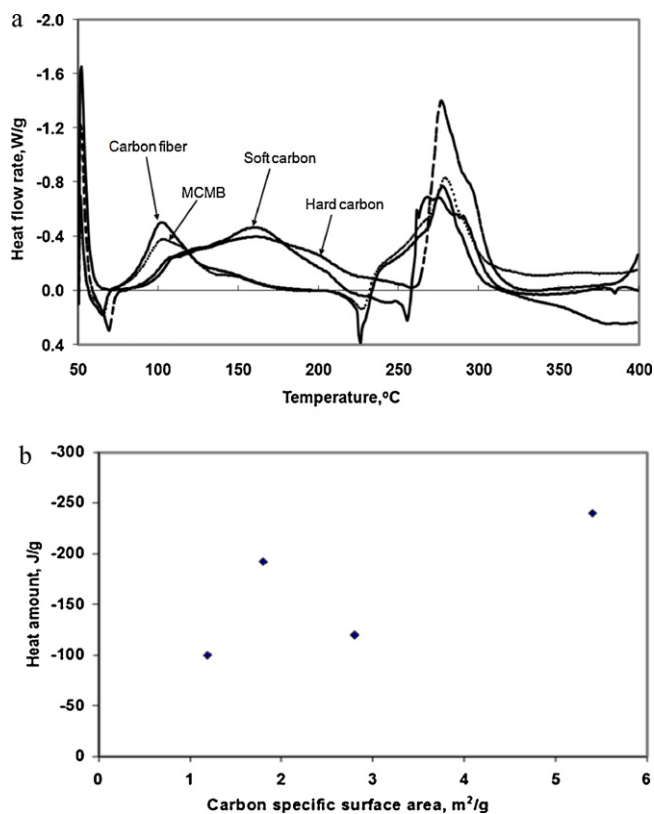 a
-2.0
-1.6
-1.2
-0.8
-0.4
0.0
0.4
Heat flow rate,W/g
Carbon fiber
MCMB
Soft carbon
Hard carbon
50 100 150 200 250 300 350 400
Temperature,°C
b
-300
-250
-200
-150
-100
-50
0
Heat amount, J/g
0 1 2 3 4 5 6
Carbon specific surface area, m²/g